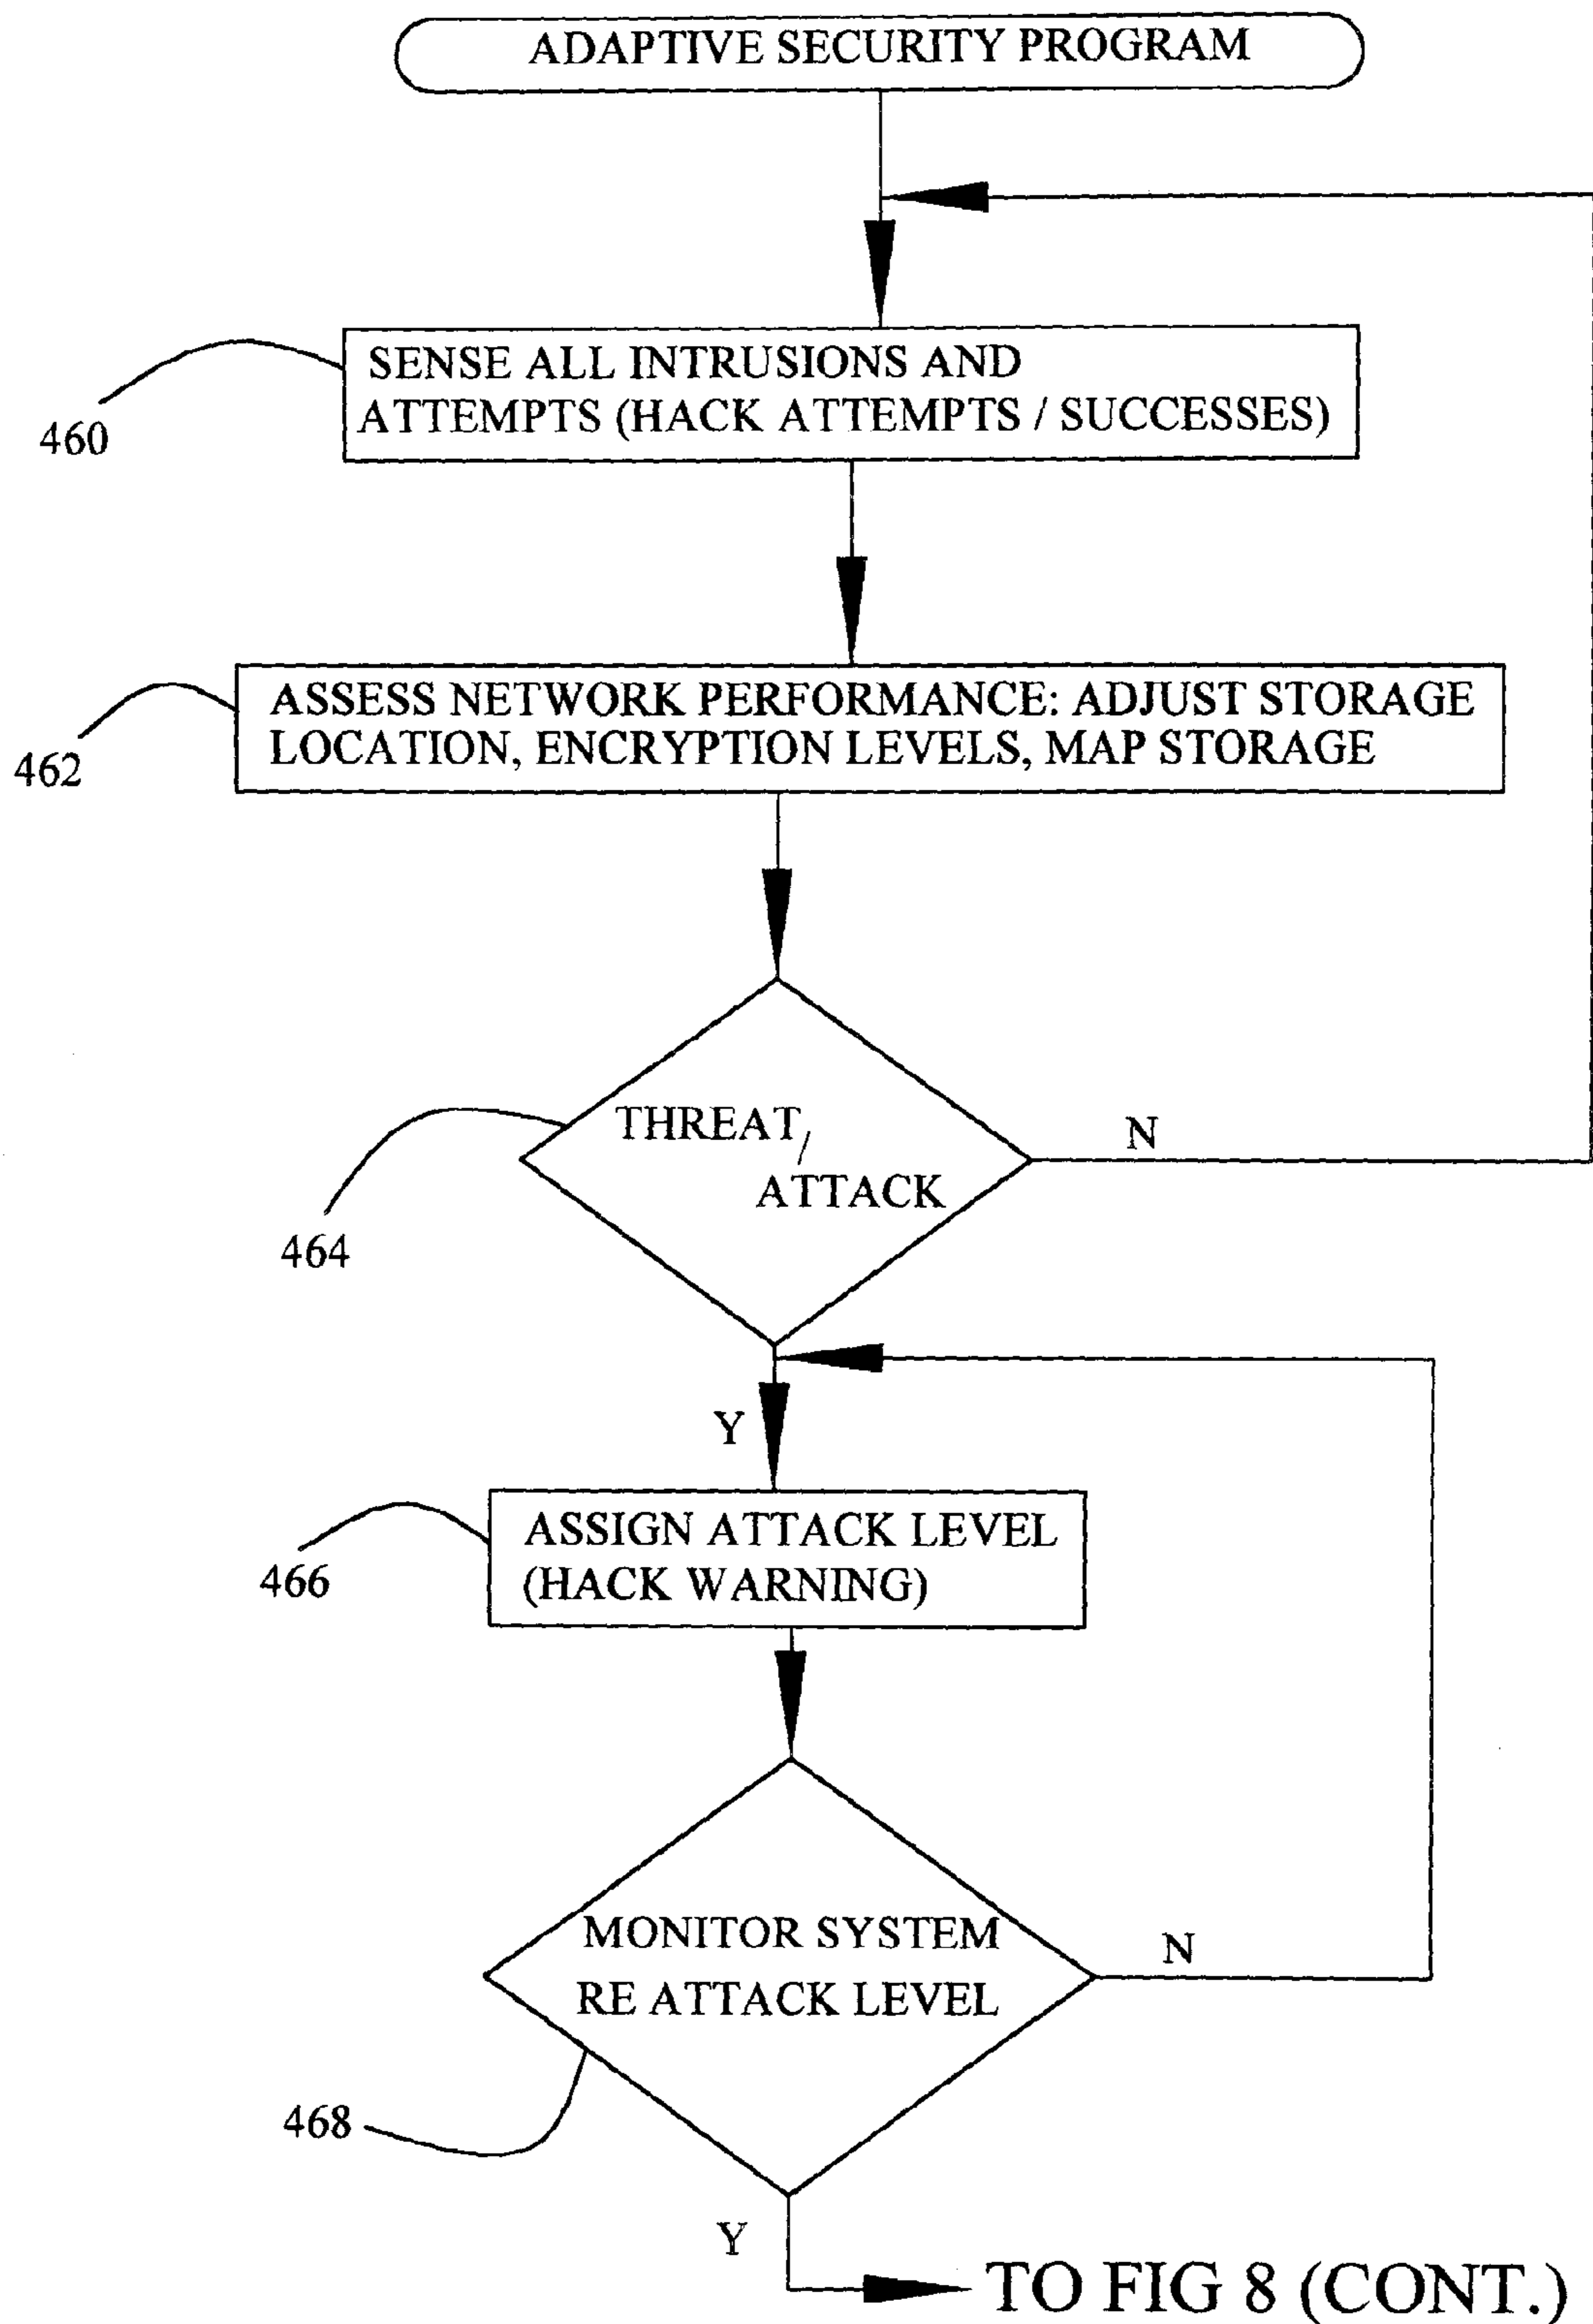 ADAPTIVE SECURITY PROGRAM
SENSE ALL INTRUSIONS AND
ATTEMPTS (HACK ATTEMPTS / SUCCESSES)
460
ASSESS NETWORK PERFORMANCE: ADJUST STORAGE
LOCATION, ENCRYPTION LEVELS, MAP STORAGE
462
THREAT/
ATTACK
N
464
Y
ASSIGN ATTACK LEVEL
(HACK WARNING)
466
MONITOR SYSTEM
RE ATTACK LEVEL
N
468
Y
TO FIG 8 (CONT.)